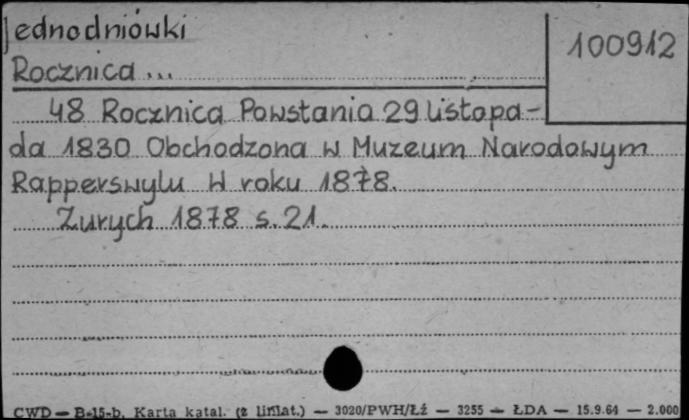 Jednodniówki
100912
Rocznica ...
48 Rocznica Powstania 29 listopa-
da 1830 Obchodzona w Muzeum Narodowym
Rapperswylu W roku 1878.
Zurych 1878 s. 21.
CWD — B-15-b. Karta katal. (z liniat.) — 3020/PWH/Łź — 3255 — ŁDA — 15.9.64 — 2.000